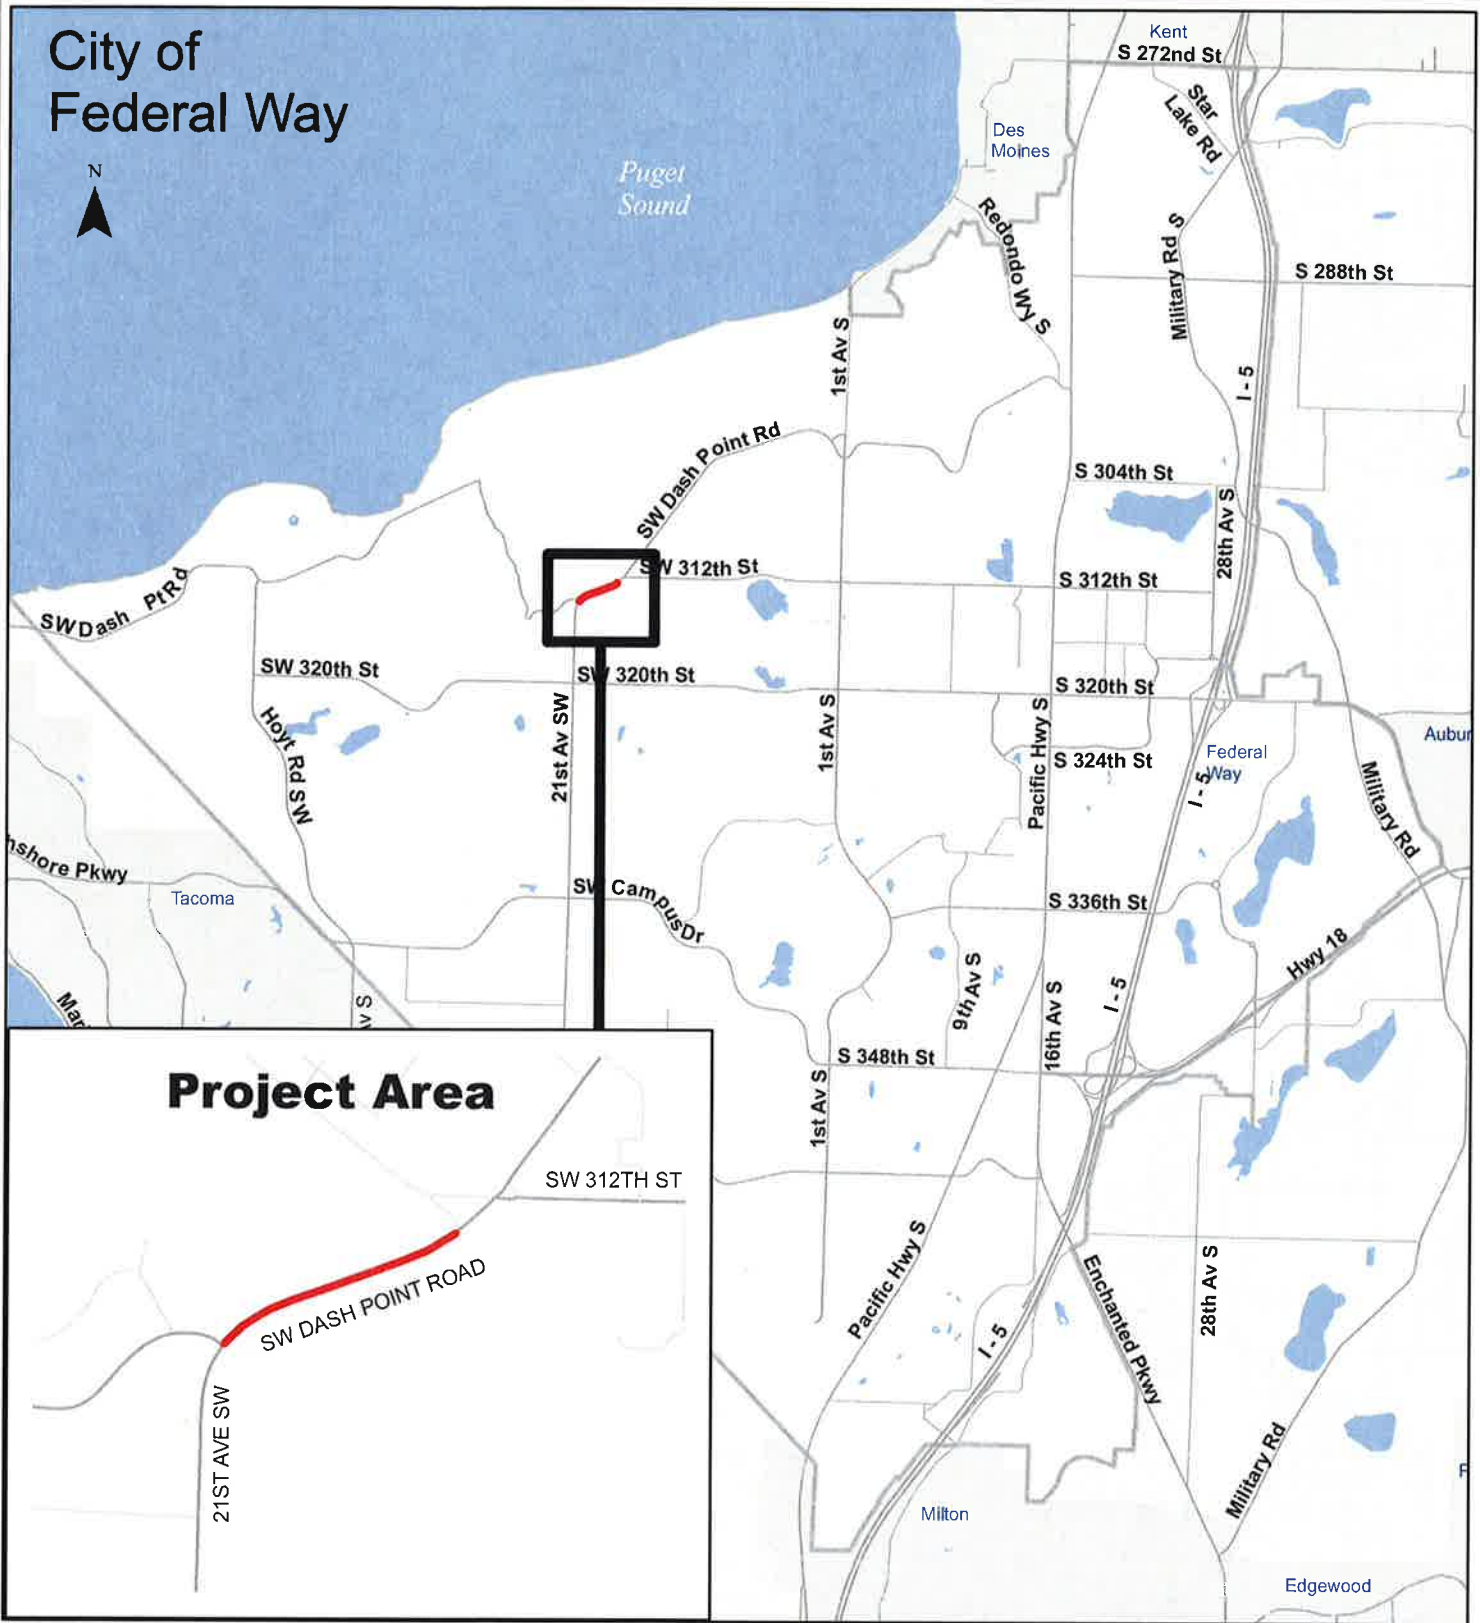 City of
Federal Way
N
Puget
Sound
Kent
S 272nd St
Star
Lake Rd
Des
Moines
Redondo Wy S
Military Rd S
S 288th St
1st Av S
I - 5
SW Dash Point Rd
S 304th St
28th Av S
SW 312th St
S 312th St
SW Dash Pt Rd
SW 320th St
SW 320th St
S 320th St
Hoyt Rd SW
21st Av SW
1st Av S
Pacific Hwy S
S 324th St
Federal
Way
I - 5
Aubur
Military Rd
nshore Pkwy
Tacoma
SW Campus Dr
S 336th St
Hwy 18
Mar
Av S
9th Av S
16th Av S
I - 5
S 348th St
1st Av S
Project Area
SW 312TH ST
SW DASH POINT ROAD
21ST AVE SW
Pacific Hwy S
I - 5
Enchanted Pkwy
28th Av S
Military Rd
Milton
Edgewood